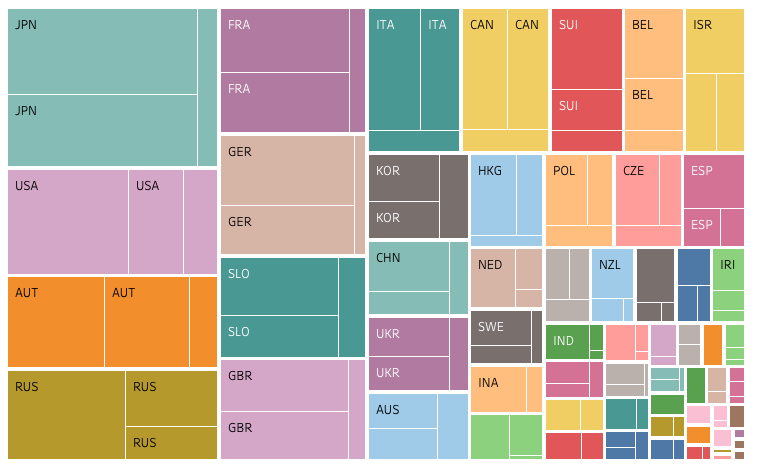 JPN
JPN
USA
USA
AUT
AUT
RUS
RUS
RUS
FRA
FRA
GER
GER
SLO
SLO
GBR
GBR
ITA
ITA
CAN
CAN
SUI
SUI
BEL
BEL
ISR
KOR
KOR
HKG
POL
CZE
ESP
ESP
CHN
NED
NZL
IRI
UKR
UKR
SWE
IND
AUS
INA